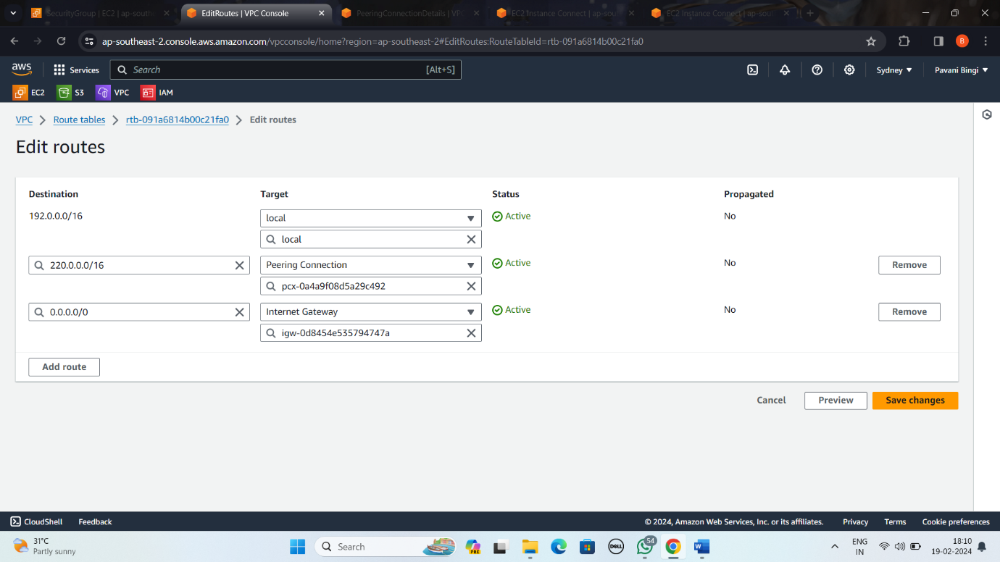 SecurityGroup | EC2 | ap-south
EditRoutes | VPC Console
PeeringConnectionDetails | VP
EC2 Instance Connect | ap-sou
EC2 Instance Connect | ap-sout
ap-southeast-2.console.aws.amazon.com/vpcconsole/home?region=ap-southeast-2#EditRoutes:RouteTableId=rtb-091a6814b00c21fa0
B
aws
Services
Search
[Alt+S]
Sydney
Pavani Bingi
EC2
S3
VPC
IAM
VPC
Route tables
rtb-091a6814b00c21fa0
Edit routes
Edit routes
Destination
Target
Status
Propagated
192.0.0.0/16
local
Active
No
local
220.0.0.0/16
Peering Connection
Active
No
Remove
pcx-0a4a9f08d5a29c492
0.0.0.0/0
Internet Gateway
Active
No
Remove
igw-0d8454e535794747a
Add route
Cancel
Preview
Save changes
CloudShell
Feedback
© 2024, Amazon Web Services, Inc. or its affiliates.
Privacy
Terms
Cookie preferences
31°C
Partly sunny
Search
PRE
DELL
54
ENG
IN
18:10
19-02-2024